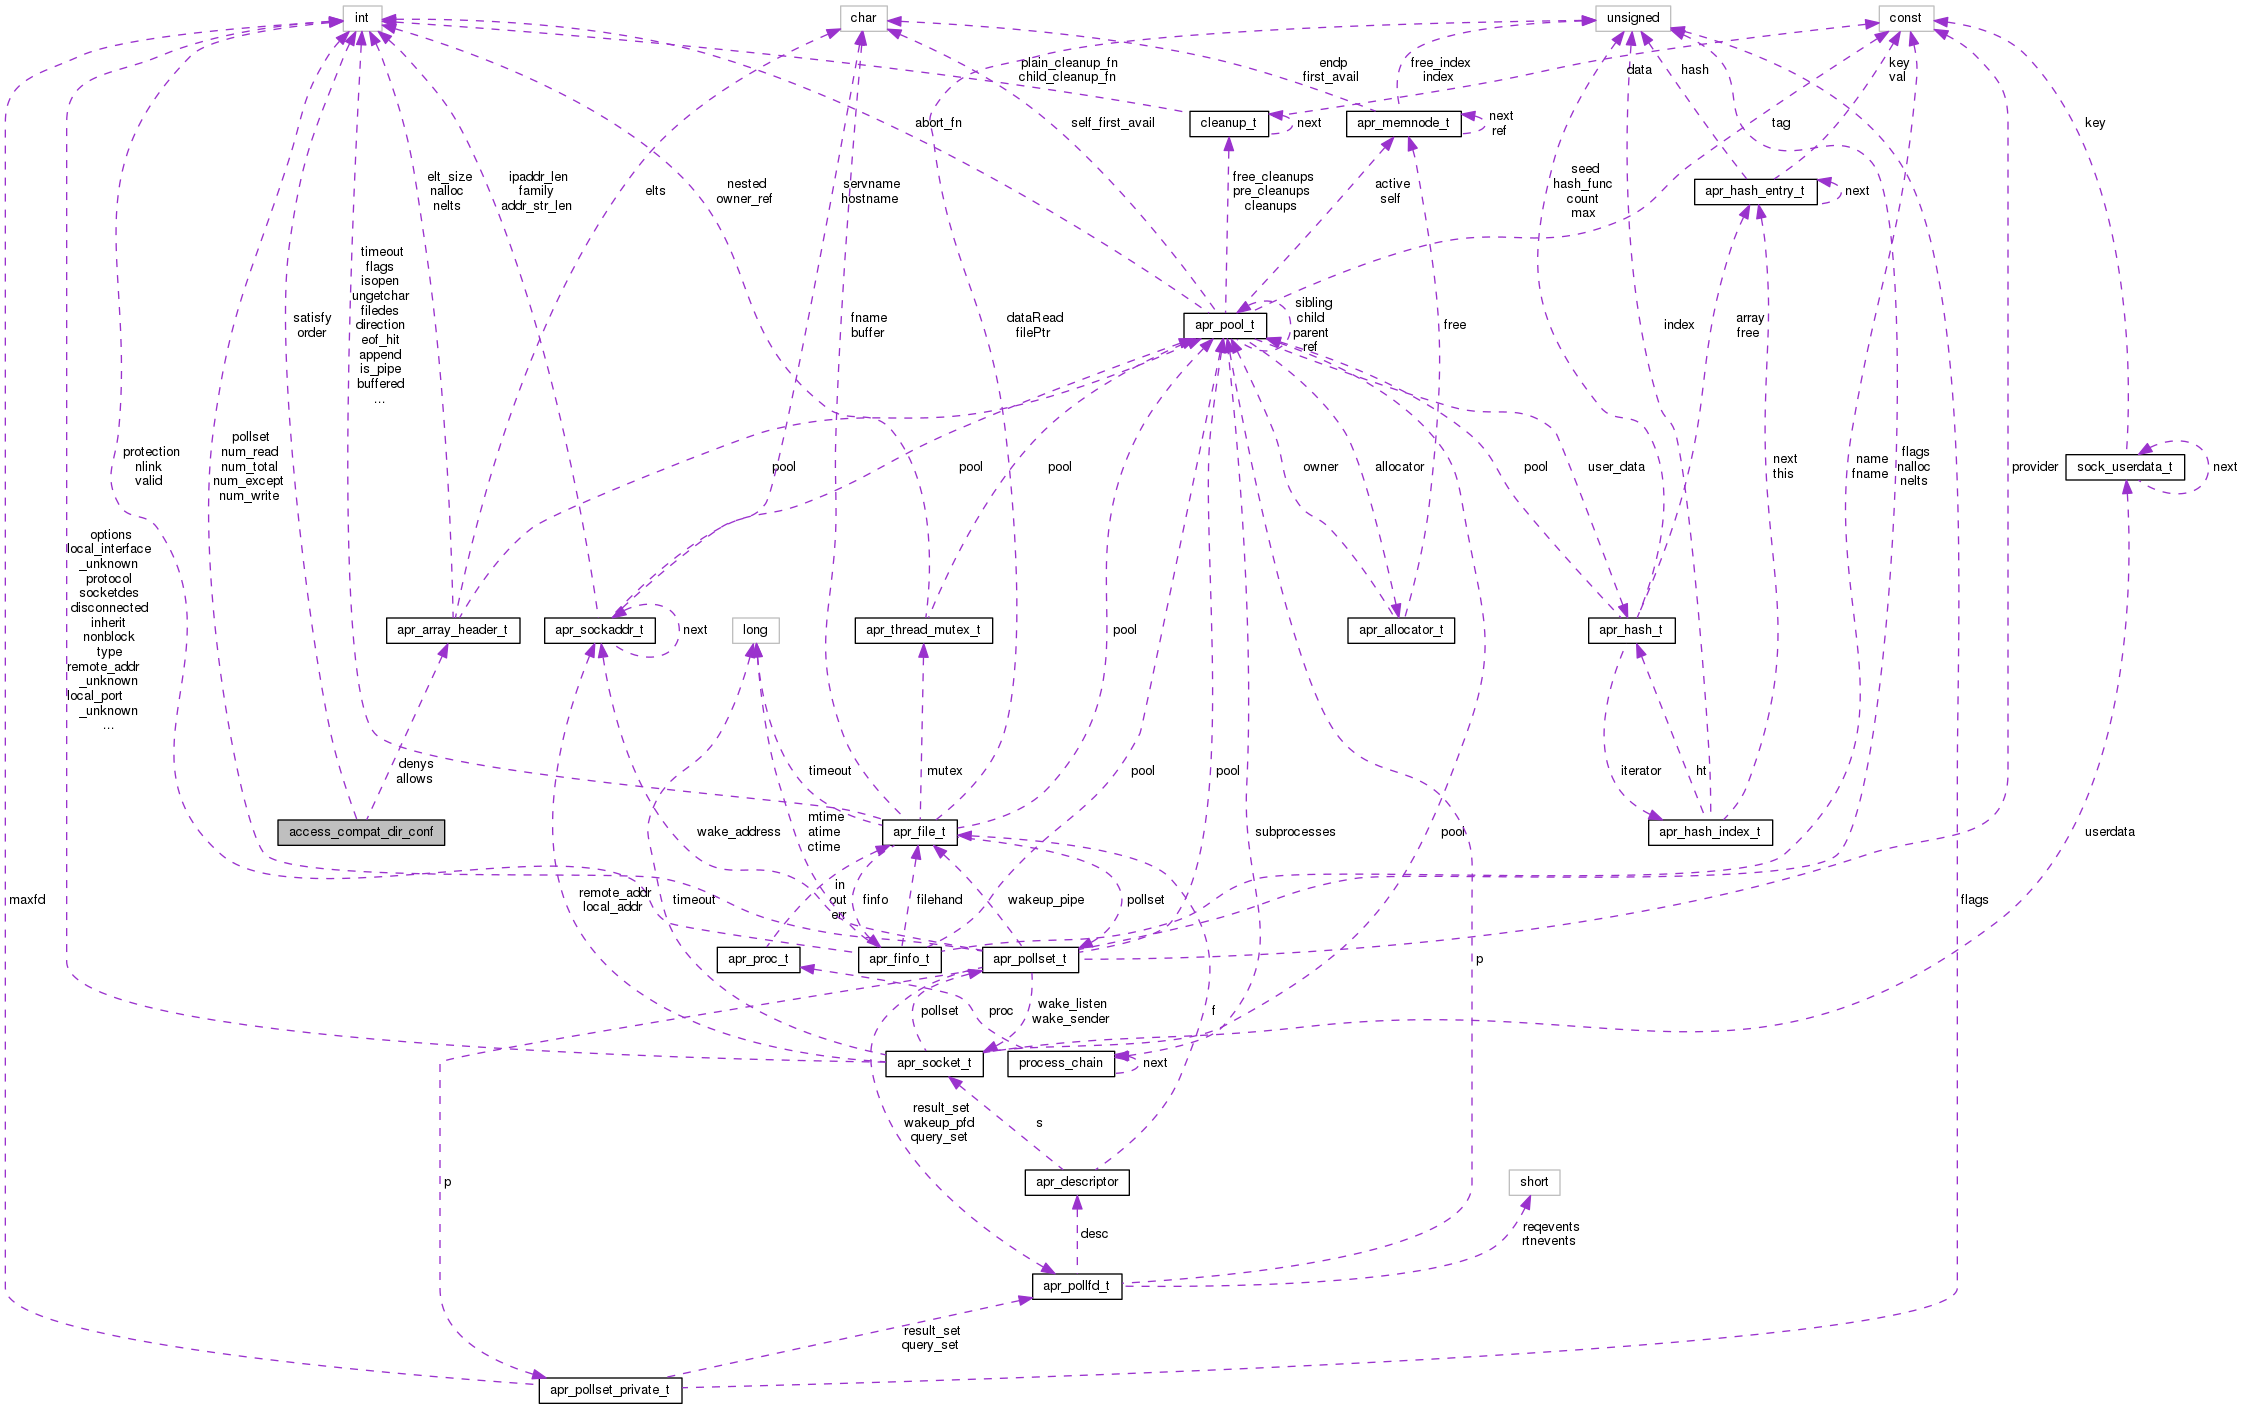 int
char
unsigned
const
plain_cleanup_fn
child_cleanup_fn
endp
first_avail
free_index
index
data
hash
key
val
cleanup_t
next
apr_memnode_t
next
ref
abort_fn
self_first_avail
tag
key
elt_size
nalloc
nelts
ipaddr_len
family
addr_str_len
elts
nested
owner_ref
servname
hostname
free_cleanups
pre_cleanups
cleanups
active
self
seed
hash_func
count
max
apr_hash_entry_t
next
timeout
flags
isopen
ungetchar
filedes
direction
eof_hit
append
is_pipe
buffered
...
satisfy
order
fname
buffer
dataRead
filePtr
apr_pool_t
sibling
child
parent
ref
free
index
array
free
protection
nlink
valid
pollset
num_read
num_total
num_except
num_write
pool
pool
pool
owner
allocator
pool
user_data
next
this
name
fname
flags
nalloc
nelts
provider
sock_userdata_t
next
options
local_interface
_unknown
protocol
socketdes
disconnected
inherit
nonblock
type
remote_addr
_unknown
local_port
_unknown
...
apr_array_header_t
apr_sockaddr_t
next
long
apr_thread_mutex_t
pool
apr_allocator_t
apr_hash_t
denys
allows
timeout
mutex
pool
pool
iterator
ht
access_compat_dir_conf
wake_address
mtime
atime
ctime
apr_file_t
subprocesses
pool
apr_hash_index_t
userdata
maxfd
remote_addr
local_addr
timeout
in
out
err
finfo
filehand
wakeup_pipe
pollset
flags
apr_proc_t
apr_finfo_t
apr_pollset_t
p
pollset
proc
wake_listen
wake_sender
f
apr_socket_t
process_chain
next
result_set
wakeup_pfd
query_set
s
p
apr_descriptor
short
desc
reqevents
rtnevents
apr_pollfd_t
result_set
query_set
apr_pollset_private_t